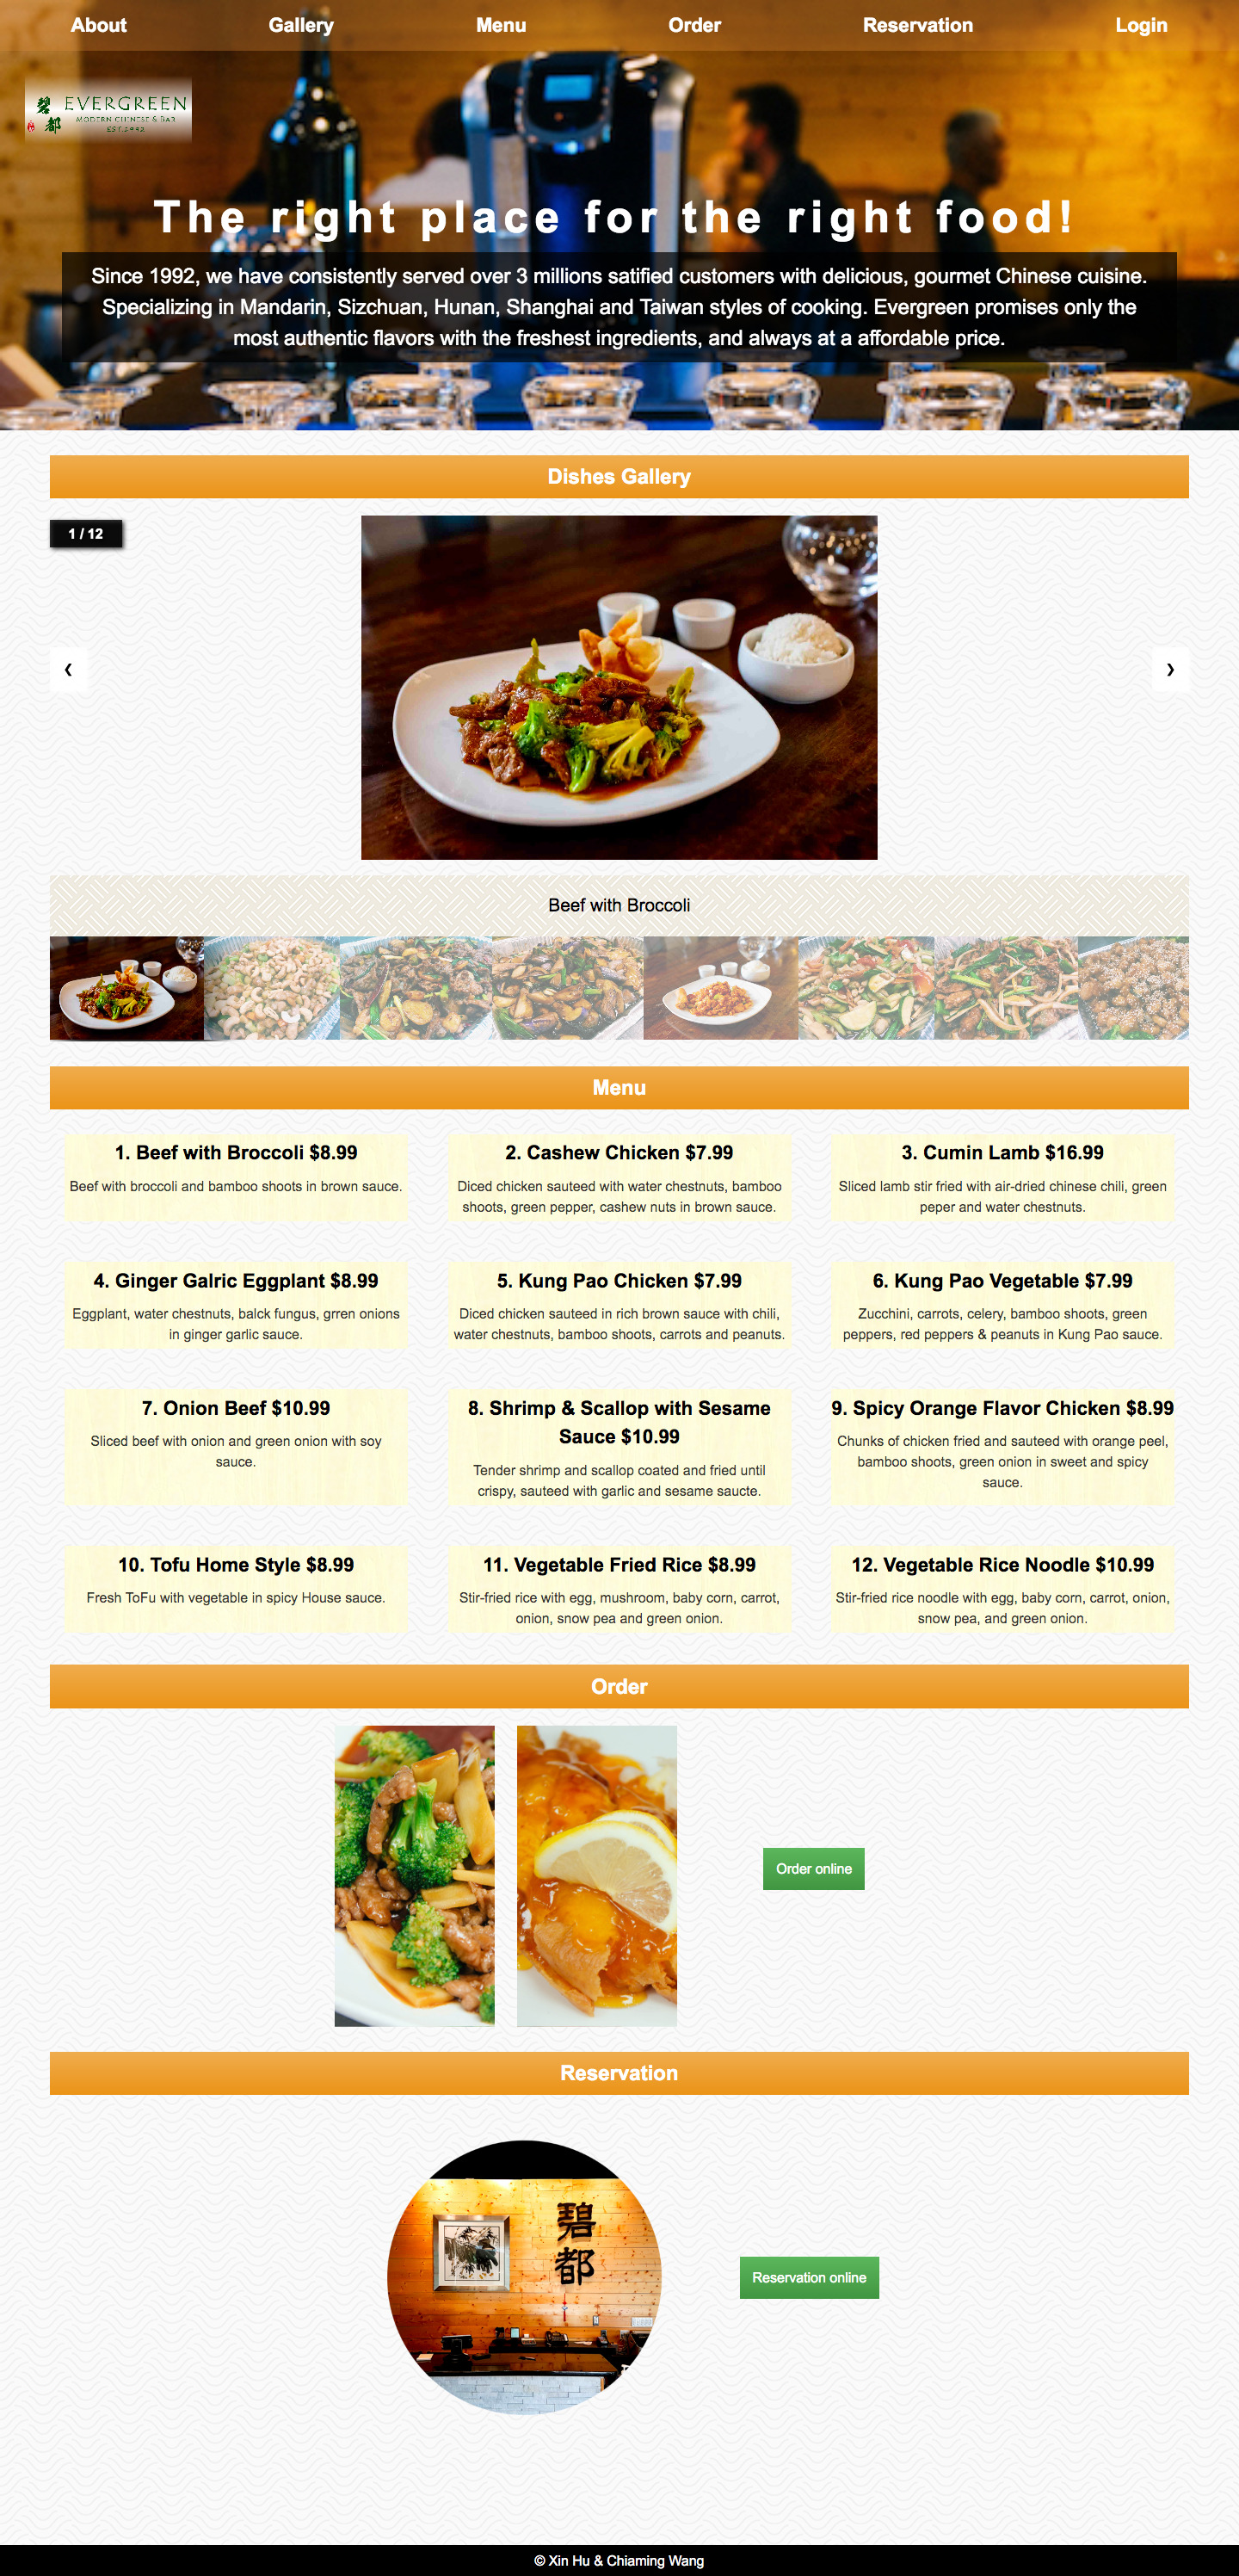 About Gallery Menu Order Reservation Login
碧都 EVERGREEN
MODERN CHINESE & BAR
EST.1992
The right place for the right food!
Since 1992, we have consistently served over 3 millions satified customers with delicious, gourmet Chinese cuisine.
Specializing in Mandarin, Sizchuan, Hunan, Shanghai and Taiwan styles of cooking. Evergreen promises only the
most authentic flavors with the freshest ingredients, and always at a affordable price.
Dishes Gallery
1 / 12
❮ ❯
Beef with Broccoli
Menu
1. Beef with Broccoli $8.99
Beef with broccoli and bamboo shoots in brown sauce.
2. Cashew Chicken $7.99
Diced chicken sauteed with water chestnuts, bamboo
shoots, green pepper, cashew nuts in brown sauce.
3. Cumin Lamb $16.99
Sliced lamb stir fried with air-dried chinese chili, green
peper and water chestnuts.
4. Ginger Galric Eggplant $8.99
Eggplant, water chestnuts, balck fungus, grren onions
in ginger garlic sauce.
5. Kung Pao Chicken $7.99
Diced chicken sauteed in rich brown sauce with chili,
water chestnuts, bamboo shoots, carrots and peanuts.
6. Kung Pao Vegetable $7.99
Zucchini, carrots, celery, bamboo shoots, green
peppers, red peppers & peanuts in Kung Pao sauce.
7. Onion Beef $10.99
Sliced beef with onion and green onion with soy
sauce.
8. Shrimp & Scallop with Sesame
Sauce $10.99
Tender shrimp and scallop coated and fried until
crispy, sauteed with garlic and sesame saucte.
9. Spicy Orange Flavor Chicken $8.99
Chunks of chicken fried and sauteed with orange peel,
bamboo shoots, green onion in sweet and spicy
sauce.
10. Tofu Home Style $8.99
Fresh ToFu with vegetable in spicy House sauce.
11. Vegetable Fried Rice $8.99
Stir-fried rice with egg, mushroom, baby corn, carrot,
onion, snow pea and green onion.
12. Vegetable Rice Noodle $10.99
Stir-fried rice noodle with egg, baby corn, carrot, onion,
snow pea, and green onion.
Order
Order online
Reservation
碧都
Reservation online
© Xin Hu & Chiaming Wang